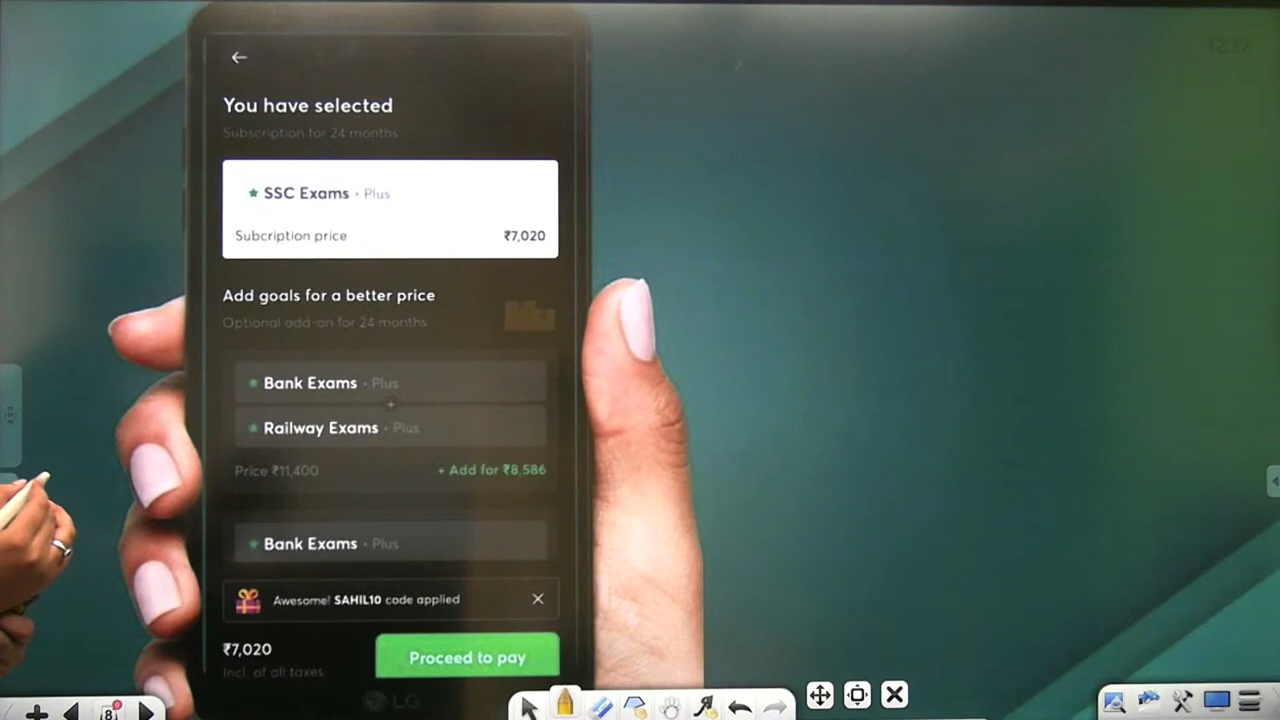 12:32
You have selected
Subscription for 24 months
SSC Exams · Plus
Subcription price ₹7,020
Add goals for a better price
Optional add-on for 24 months
Bank Exams · Plus
+
Railway Exams · Plus
Price ₹11,400 + Add for ₹8,586
Bank Exams · Plus
Awesome! SAHIL10 code applied
₹7,020 Proceed to pay
Incl. of all taxes
LG
8